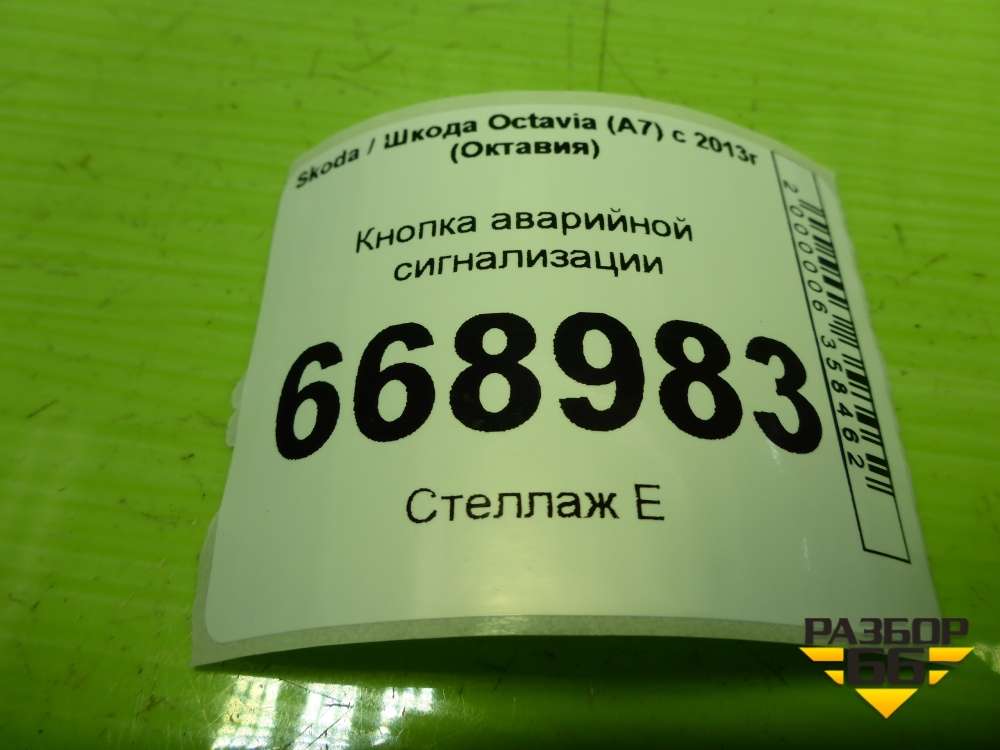 Skoda / Шкода Octavia (A7) с 2013г
(Октавия)
Кнопка аварийной
сигнализации
668983
Стеллаж Е
2000006358462
РАЗБОР
66